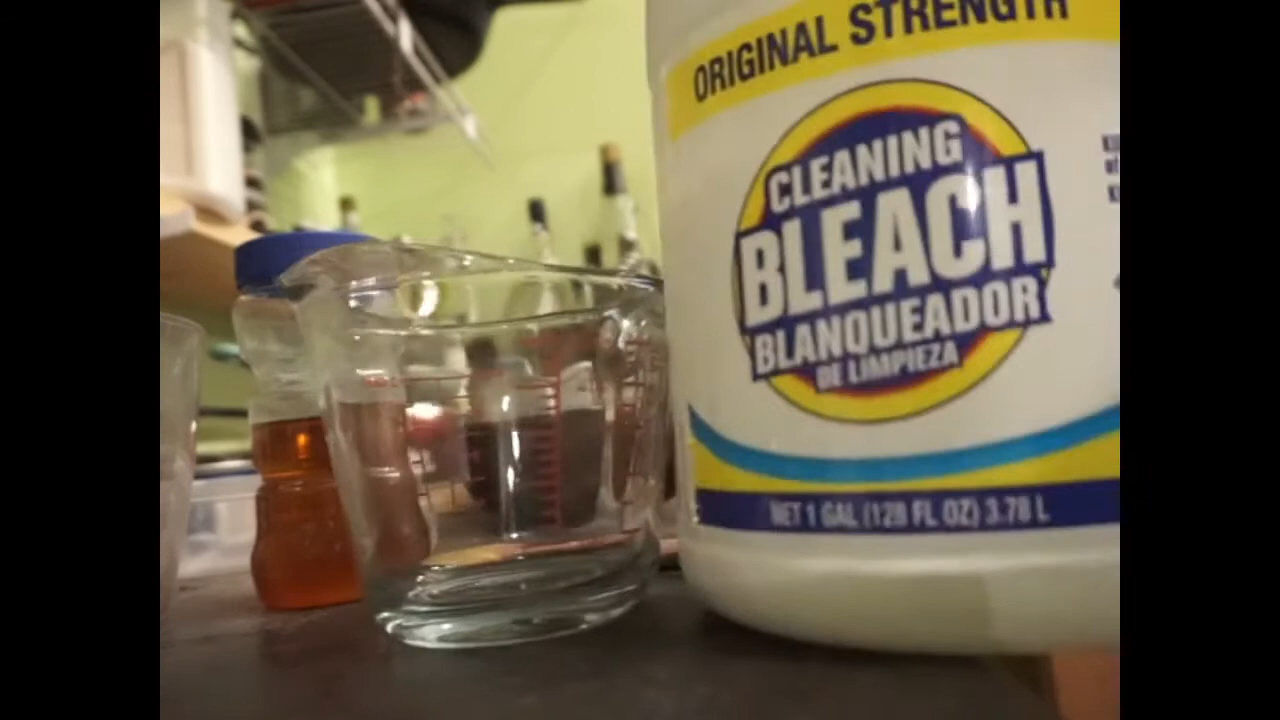 ORIGINAL STRENGTH
CLEANING
BLEACH
BLANQUEADOR
DE LIMPIEZA
NET 1 GAL (128 FL OZ) 3.78 L